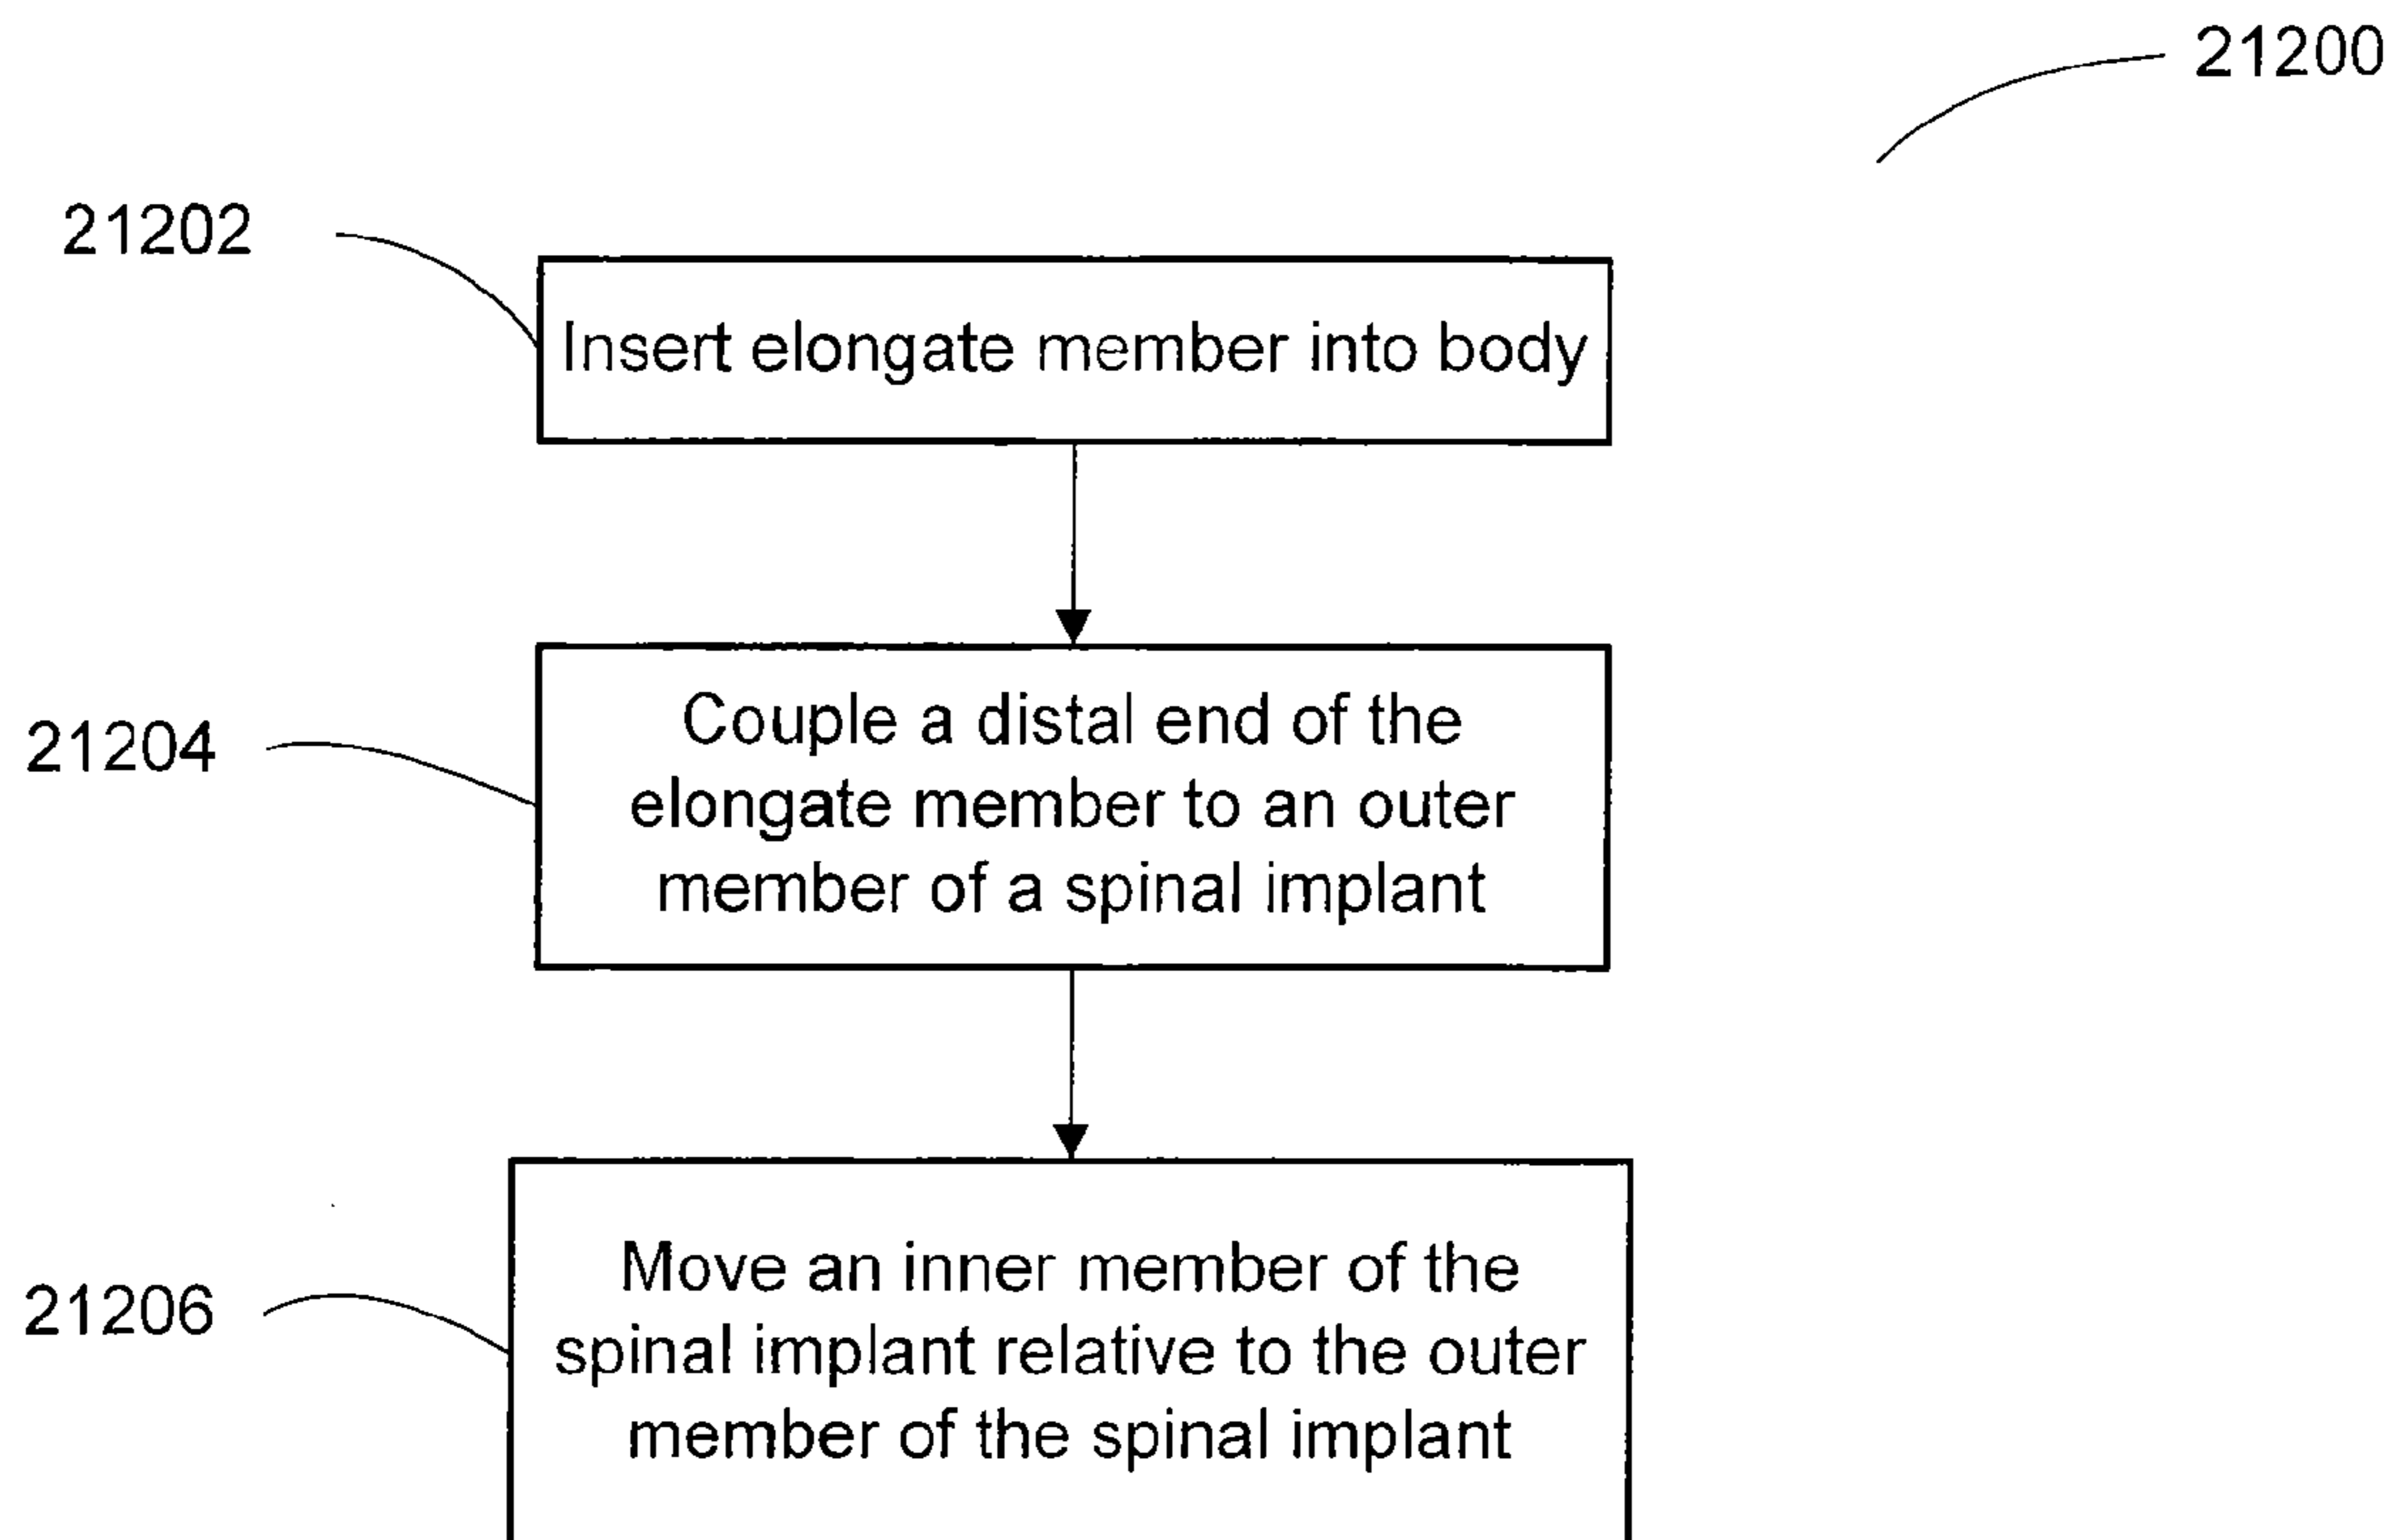 21200
21202
Insert elongate member into body
21204
Couple a distal end of the
elongate member to an outer
member of a spinal implant
21206
Move an inner member of the
spinal implant relative to the outer
member of the spinal implant